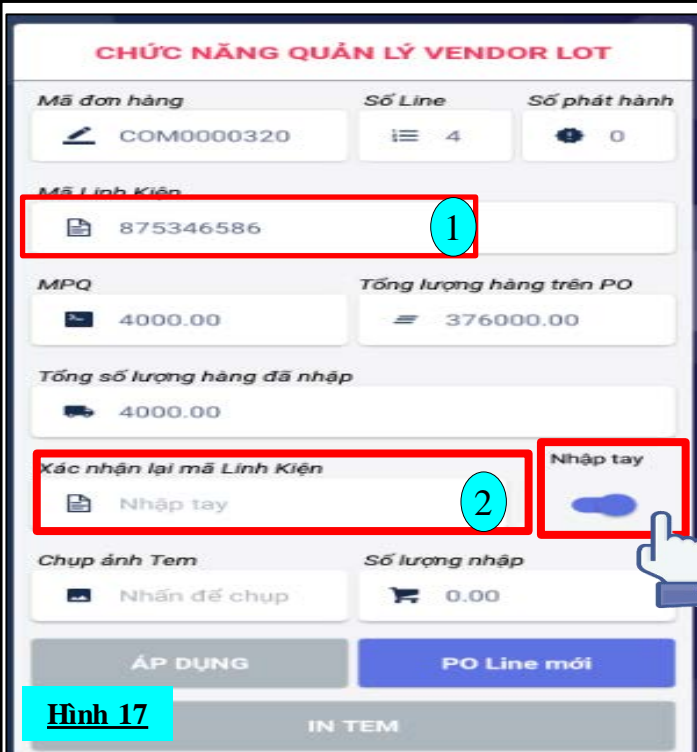 CHỨC NĂNG QUẢN LÝ VENDOR LOT
Mã đơn hàng Số Line Số phát hành
COM0000320 4 0
Mã Linh Kiện
875346586 1
MPQ Tổng lượng hàng trên PO
4000.00 376000.00
Tổng số lượng hàng đã nhập
4000.00
Xác nhận lại mã Linh Kiện Nhập tay
Nhập tay 2
Chụp ảnh Tem Số lượng nhập
Nhấn để chụp 0.00
ÁP DỤNG PO Line mới
Hình 17
IN TEM